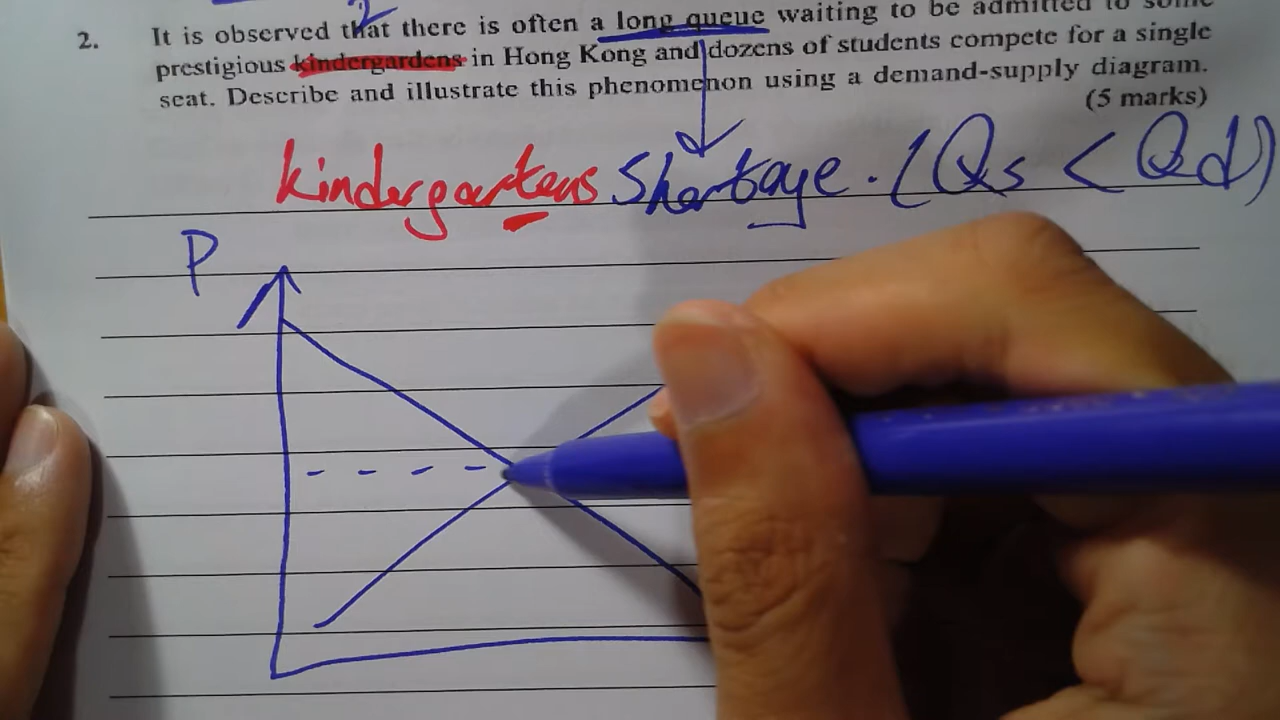 2. It is observed that there is often a long queue waiting to be admitted to some
prestigious kindergardens in Hong Kong and dozens of students compete for a single
seat. Describe and illustrate this phenomenon using a demand-supply diagram.
(5 marks)
kindergartens Shortage. (Qs < Qd)
P